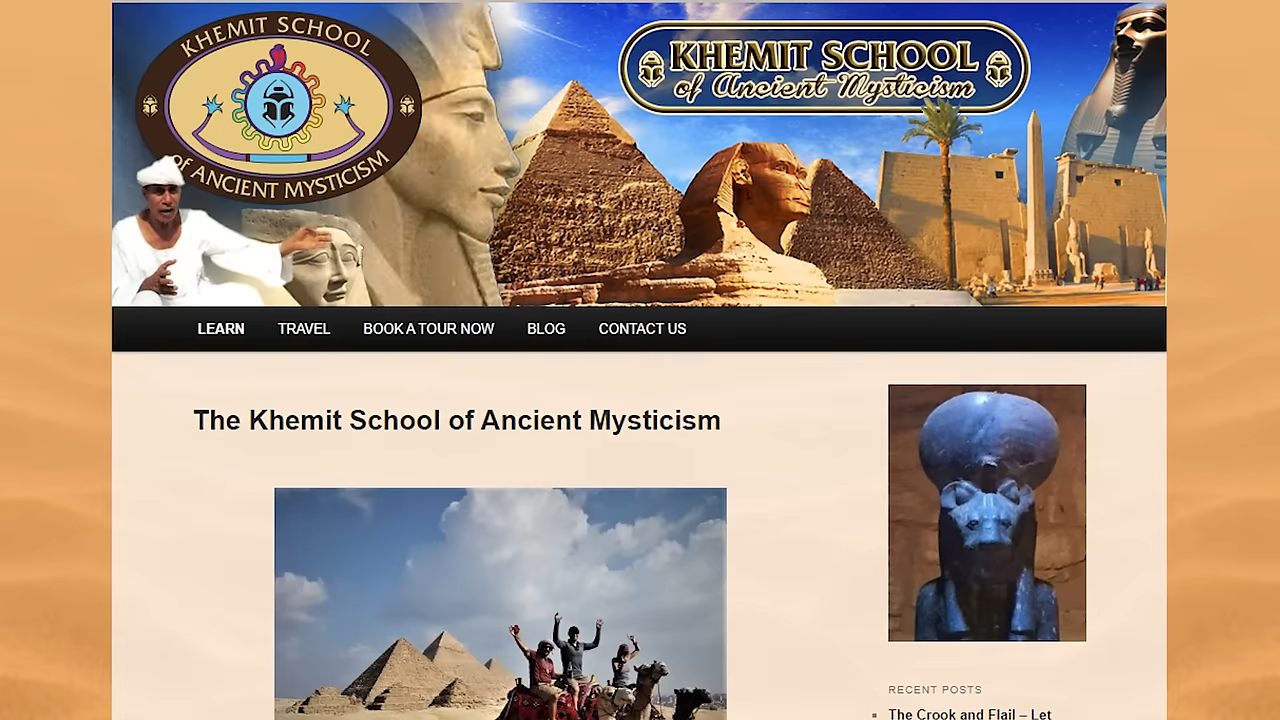 KHEMIT SCHOOL
of ANCIENT MYSTICISM
KHEMIT SCHOOL
of Ancient Mysticism
LEARN
TRAVEL
BOOK A TOUR NOW
BLOG
CONTACT US
The Khemit School of Ancient Mysticism
RECENT POSTS
The Crook and Flail – Let